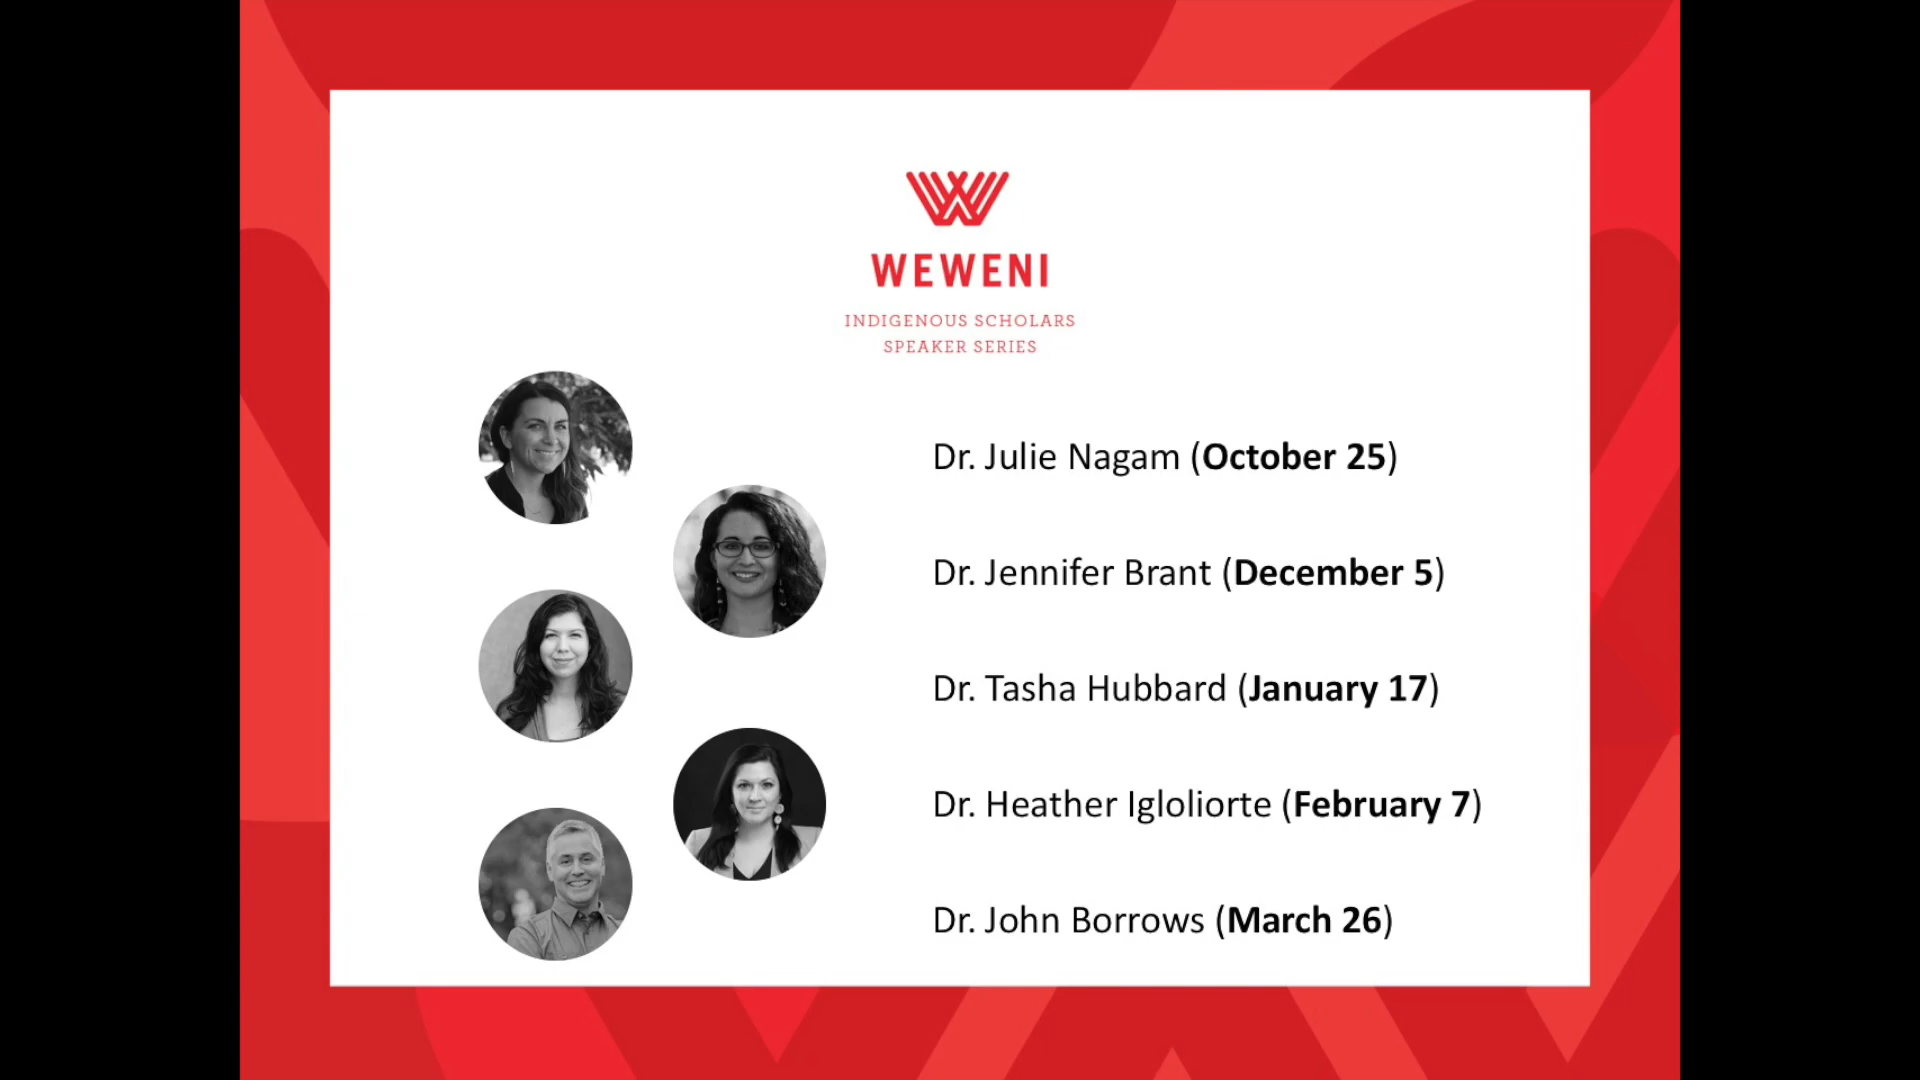 WEWENI
INDIGENOUS SCHOLARS
SPEAKER SERIES
Dr. Julie Nagam (October 25)
Dr. Jennifer Brant (December 5)
Dr. Tasha Hubbard (January 17)
Dr. Heather Igloliorte (February 7)
Dr. John Borrows (March 26)